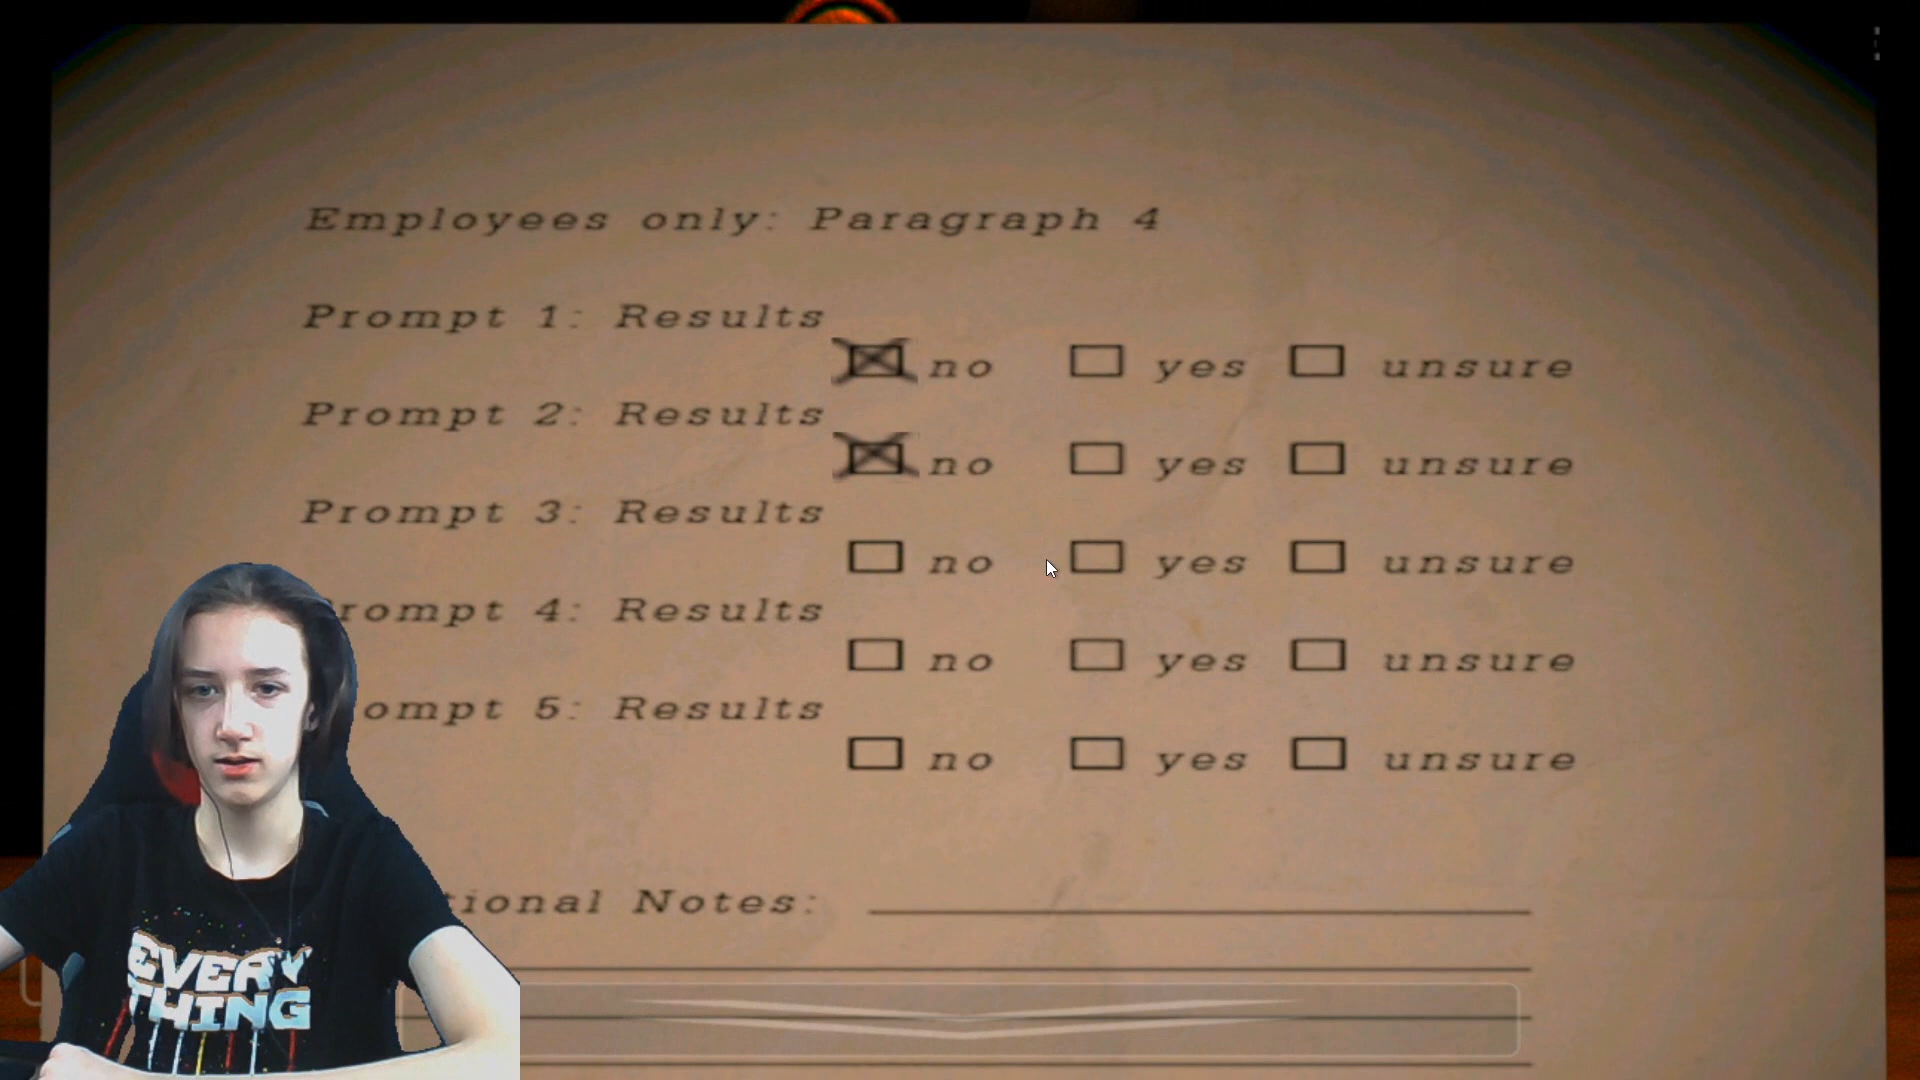 Employees only: Paragraph 4
Prompt 1: Results
no yes unsure
Prompt 2: Results
no yes unsure
Prompt 3: Results
no yes unsure
Prompt 4: Results
no yes unsure
ompt 5: Results
no yes unsure
tional Notes:
EVERY
THING